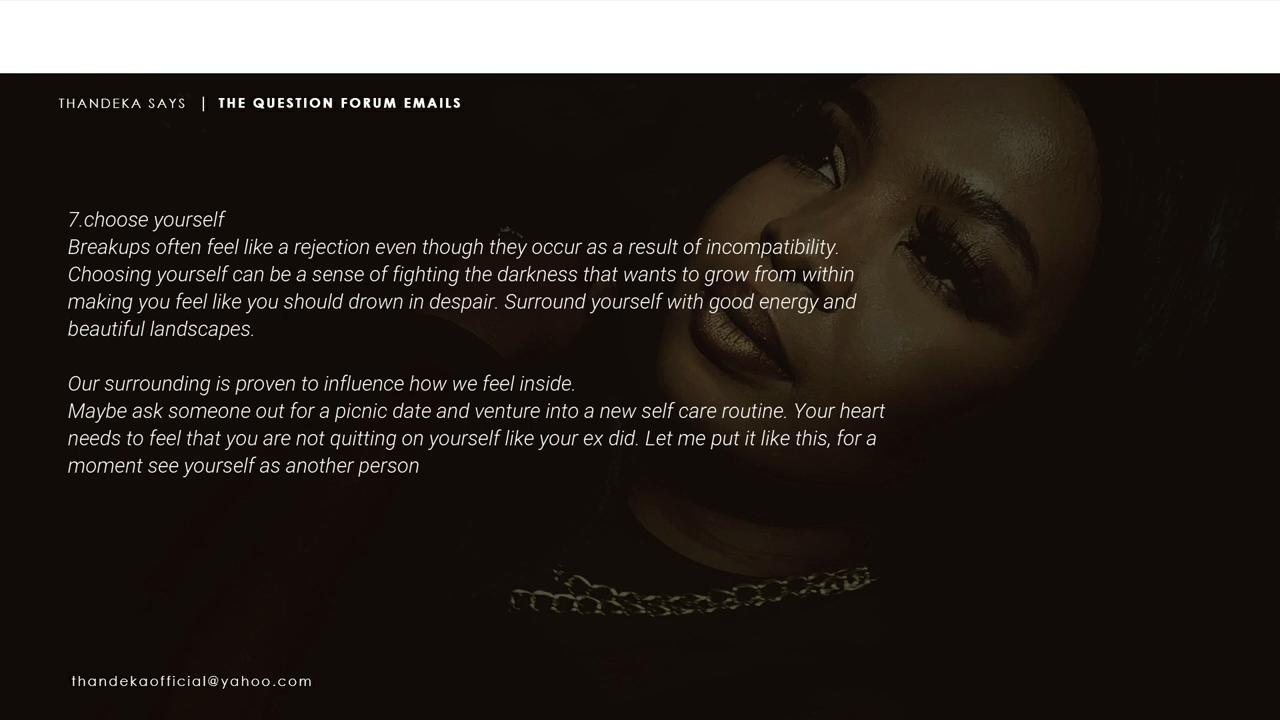 THANDEKA SAYS | THE QUESTION FORUM EMAILS
7.choose yourself
Breakups often feel like a rejection even though they occur as a result of incompatibility.
Choosing yourself can be a sense of fighting the darkness that wants to grow from within
making you feel like you should drown in despair. Surround yourself with good energy and
beautiful landscapes.
Our surrounding is proven to influence how we feel inside.
Maybe ask someone out for a picnic date and venture into a new self care routine. Your heart
needs to feel that you are not quitting on yourself like your ex did. Let me put it like this, for a
moment see yourself as another person
thandekaofficial@yahoo.com